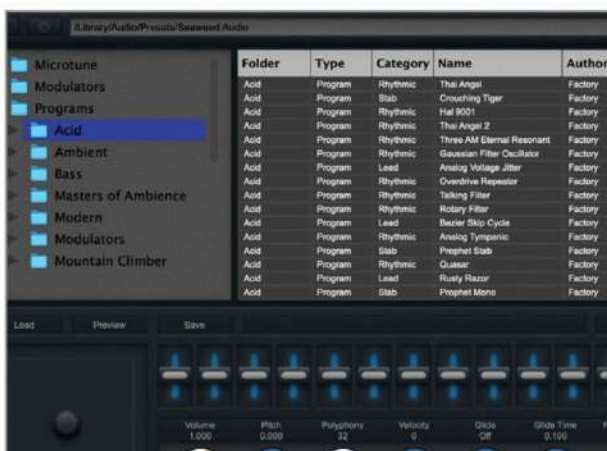 /Library/Audio/Presets/Seaweed Audio
Microtune
Modulators
Programs
Acid
Ambient
Bass
Masters of Ambience
Modern
Modulators
Mountain Climber
Folder Type Category Name Author
Acid Program Rhythmic Thai Angel Factory
Acid Program Stab Crouching Tiger Factory
Acid Program Rhythmic Hal 9001 Factory
Acid Program Rhythmic Thai Angel 2 Factory
Acid Program Rhythmic Three AM Eternal Resonant Factory
Acid Program Rhythmic Gaussian Filter Oscillator Factory
Acid Program Lead Analog Voltage Jitter Factory
Acid Program Rhythmic Overdrive Repeator Factory
Acid Program Rhythmic Talking Filter Factory
Acid Program Rhythmic Rotary Filter Factory
Acid Program Lead Bezier Skip Cycle Factory
Acid Program Rhythmic Analog Tympanic Factory
Acid Program Stab Prophet Stab Factory
Acid Program Rhythmic Quasar Factory
Acid Program Lead Rusty Razor Factory
Acid Program Stab Prophet Mono Factory
Load Preview Save
Volume Pitch Polyphony Velocity Glide Glide Time
1.000 0.000 32 0 Off 0.100